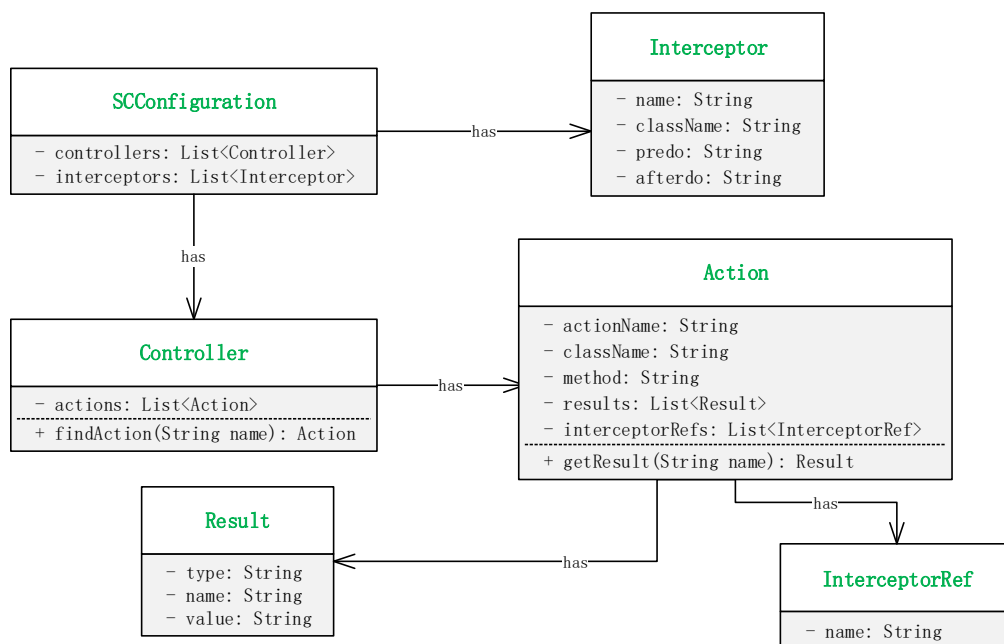 Interceptor
- name: String
- className: String
- predo: String
- afterdo: String
SCConfiguration
- controllers: List<Controller>
- interceptors: List<Interceptor>
has
has
Action
- actionName: String
- className: String
- method: String
- results: List<Result>
- interceptorRefs: List<InterceptorRef>
+ getResult(String name): Result
Controller
- actions: List<Action>
+ findAction(String name): Action
has
has
Result
- type: String
- name: String
- value: String
has
InterceptorRef
- name: String